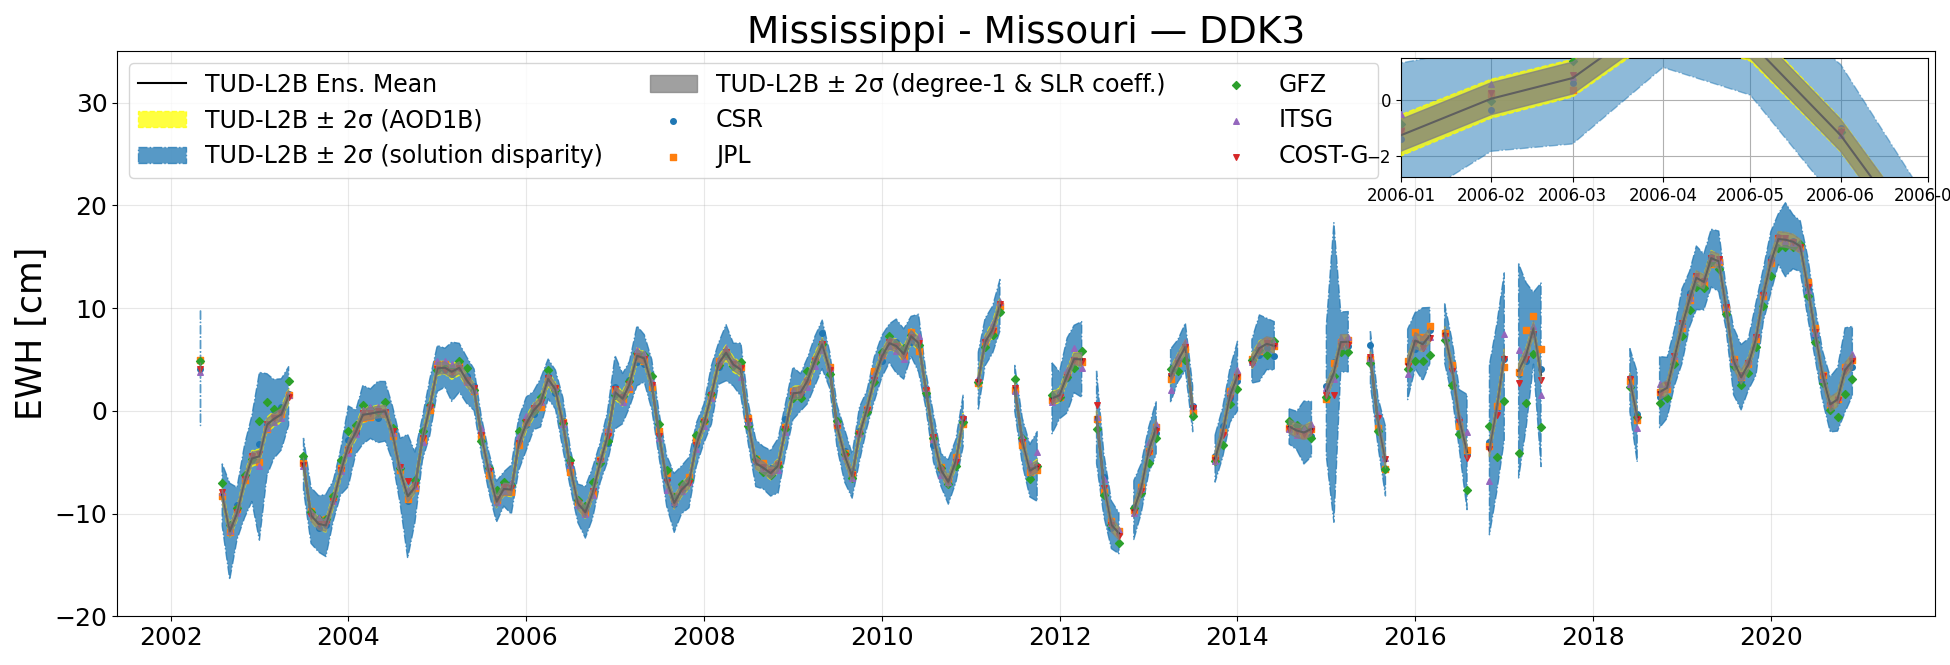 Mississippi - Missouri — DDK3
TUD-L2B Ens. Mean
TUD-L2B ± 2σ (AOD1B)
TUD-L2B ± 2σ (solution disparity)
TUD-L2B ± 2σ (degree-1 & SLR coeff.)
CSR
JPL
GFZ
ITSG
COST-G
0
−2
2006-01 2006-02 2006-03 2006-04 2006-05 2006-06 2006-0
EWH [cm]
30
20
10
0
−10
−20
2002 2004 2006 2008 2010 2012 2014 2016 2018 2020